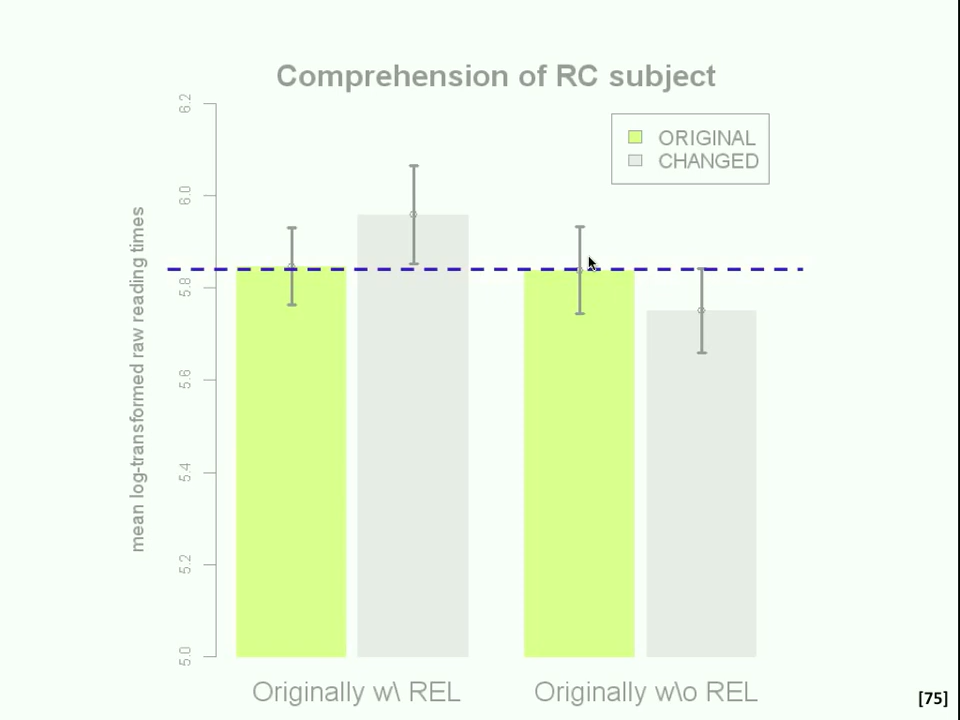 Comprehension of RC subject
ORIGINAL
CHANGED
mean log-transformed raw reading times
6.2
6.0
5.8
5.6
5.4
5.2
5.0
Originally w\ REL
Originally w\o REL
[75]